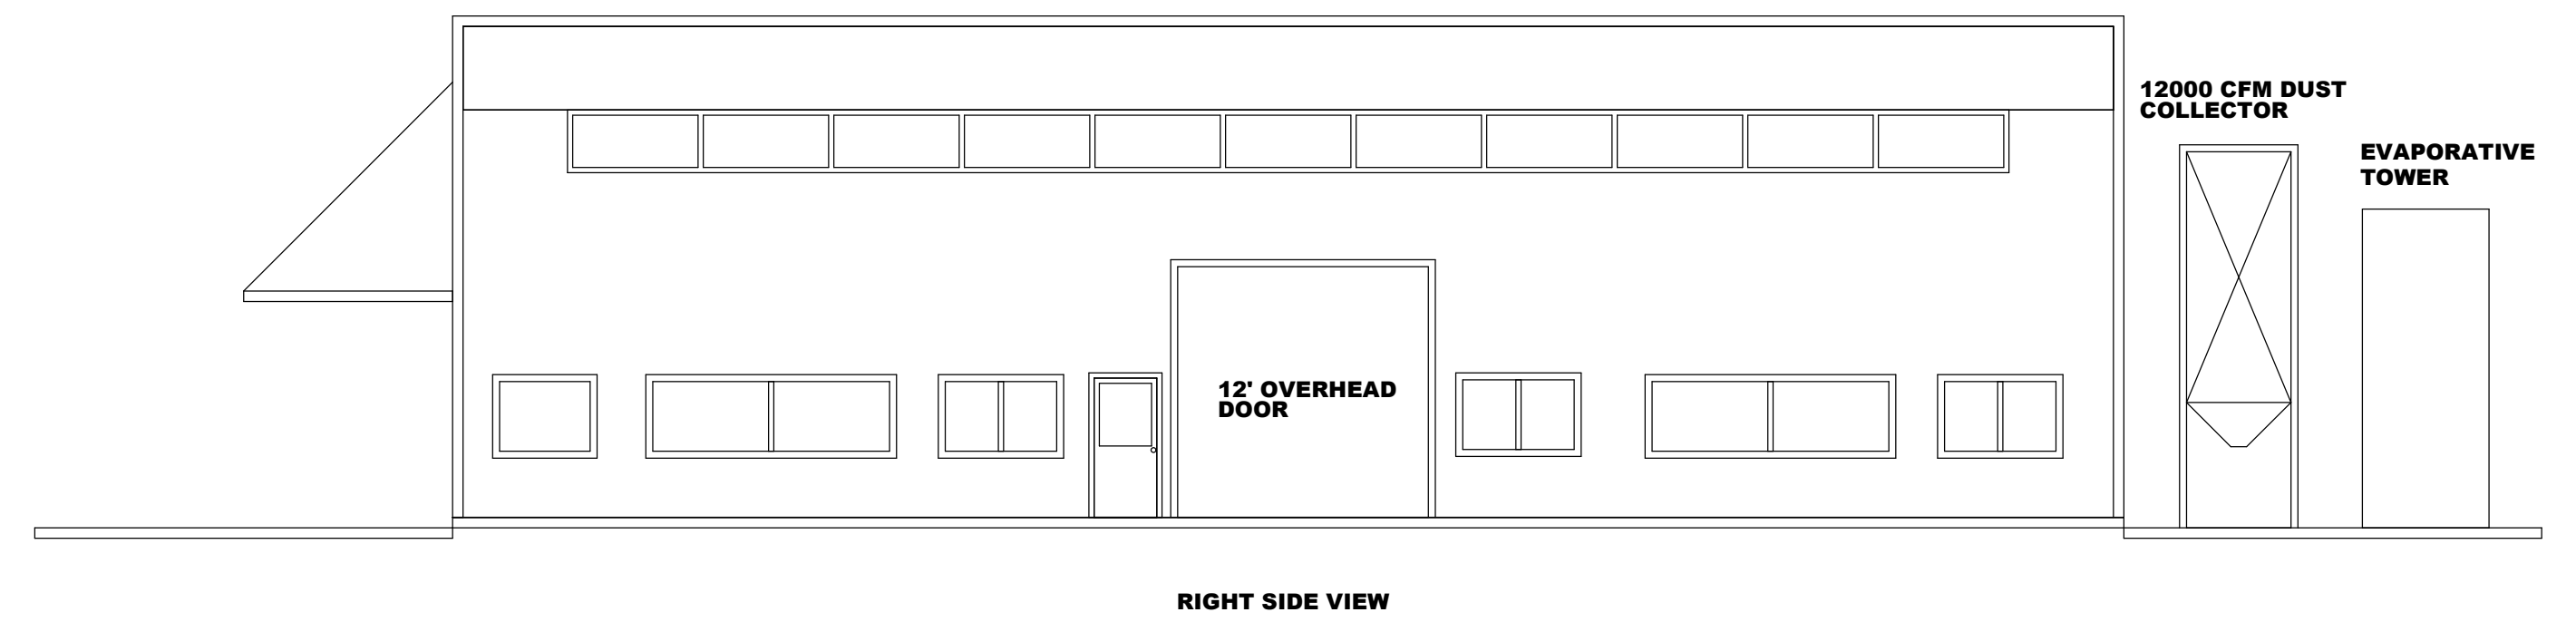 12000 CFM DUST
COLLECTOR
EVAPORATIVE
TOWER
12' OVERHEAD
DOOR
RIGHT SIDE VIEW